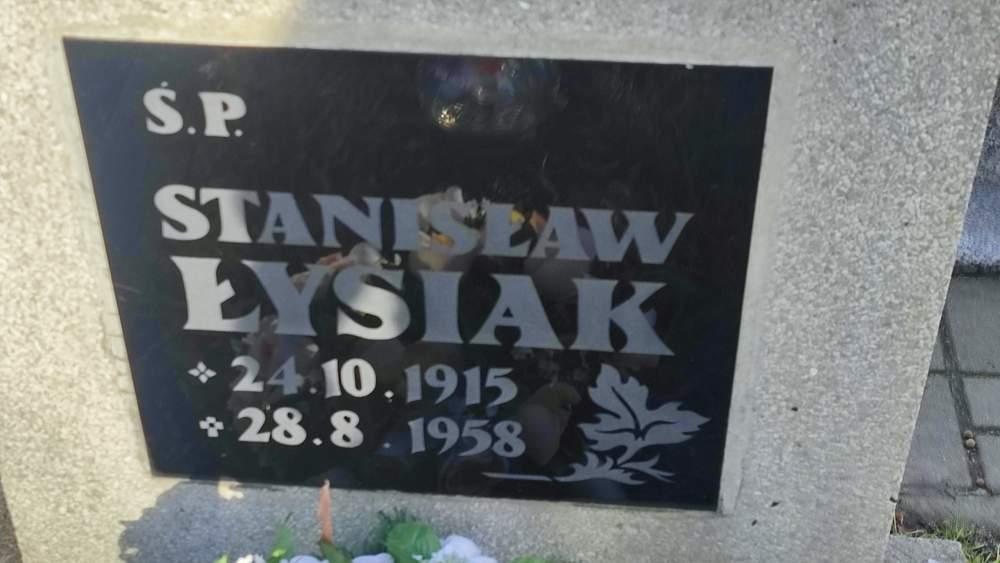 Ś.P.
STANISŁAW
ŁYSIAK
24.10.1915
28.8.1958